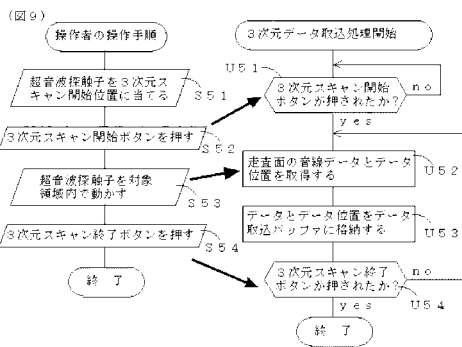 (図9)
操作者の操作手順
超音波探触子を3次元ス
キャン開始位置に当てる
S51
3次元スキャン開始ボタンを押す
S52
超音波探触子を対象
領域内で動かす
S53
3次元スキャン終了ボタンを押す
S54
終 了
3次元データ取込処理開始
U51
3次元スキャン開始
ボタンが押されたか?
no
yes
走査面の音線データとデータ
位置を取得する
U52
データとデータ位置をデータ
取込バッファに格納する
U53
3次元スキャン終了
ボタンが押されたか?
no
U54
yes
終 了